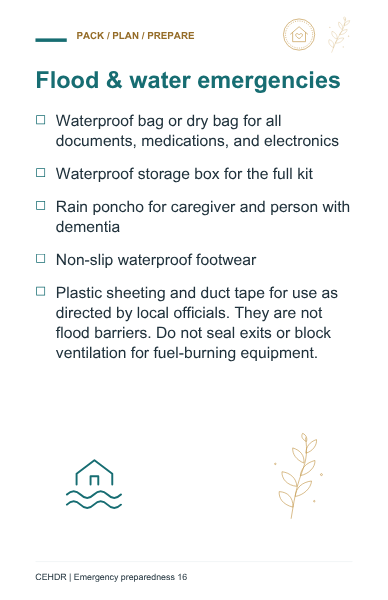 PACK / PLAN / PREPARE
Flood & water emergencies
Waterproof bag or dry bag for all
documents, medications, and electronics
Waterproof storage box for the full kit
Rain poncho for caregiver and person with
dementia
Non-slip waterproof footwear
Plastic sheeting and duct tape for use as
directed by local officials. They are not
flood barriers. Do not seal exits or block
ventilation for fuel-burning equipment.
CEHDR | Emergency preparedness 16